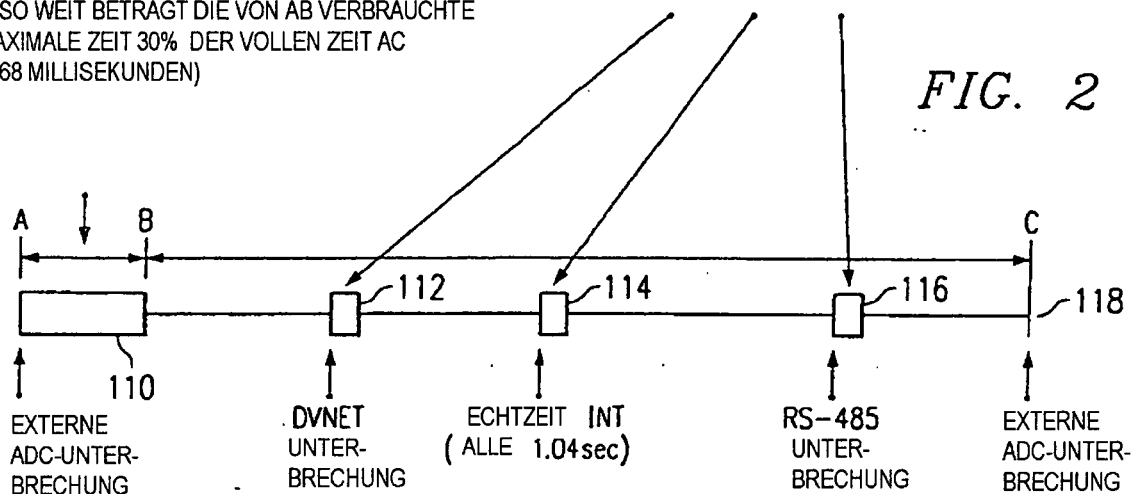 SO WEIT BETRÄGT DIE VON AB VERBRAUCHTE
AXIMALE ZEIT 30% DER VOLLEN ZEIT AC
68 MILLISEKUNDEN)
FIG. 2
A
B
C
112
114
116
118
110
EXTERNE
ADC-UNTER-
BRECHUNG
DVNET
UNTER-
BRECHUNG
ECHTZEIT INT
( ALLE 1.04sec)
RS-485
UNTER-
BRECHUNG
EXTERNE
ADC-UNTER-
BRECHUNG